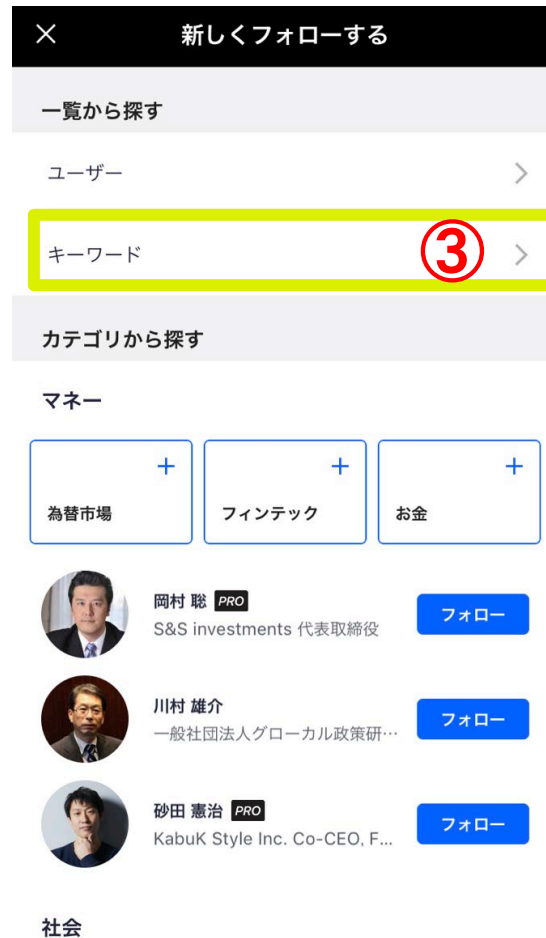 新しくフォローする
一覧から探す
ユーザー
キーワード
③
カテゴリから探す
マネー
為替市場
フィンテック
お金
岡村 聡 PRO
S&S investments 代表取締役
フォロー
川村 雄介
一般社団法人グローカル政策研…
フォロー
砂田 憲治 PRO
KabuK Style Inc. Co-CEO, F...
フォロー
社会